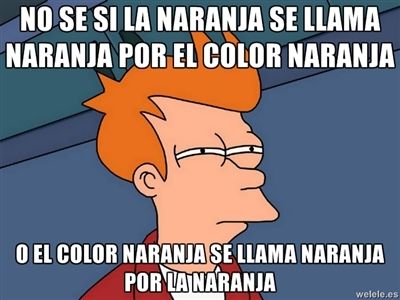 NO SE SI LA NARANJA SE LLAMA
NARANJA POR EL COLOR NARANJA
O EL COLOR NARANJA SE LLAMA NARANJA
POR LA NARANJA
welele.es